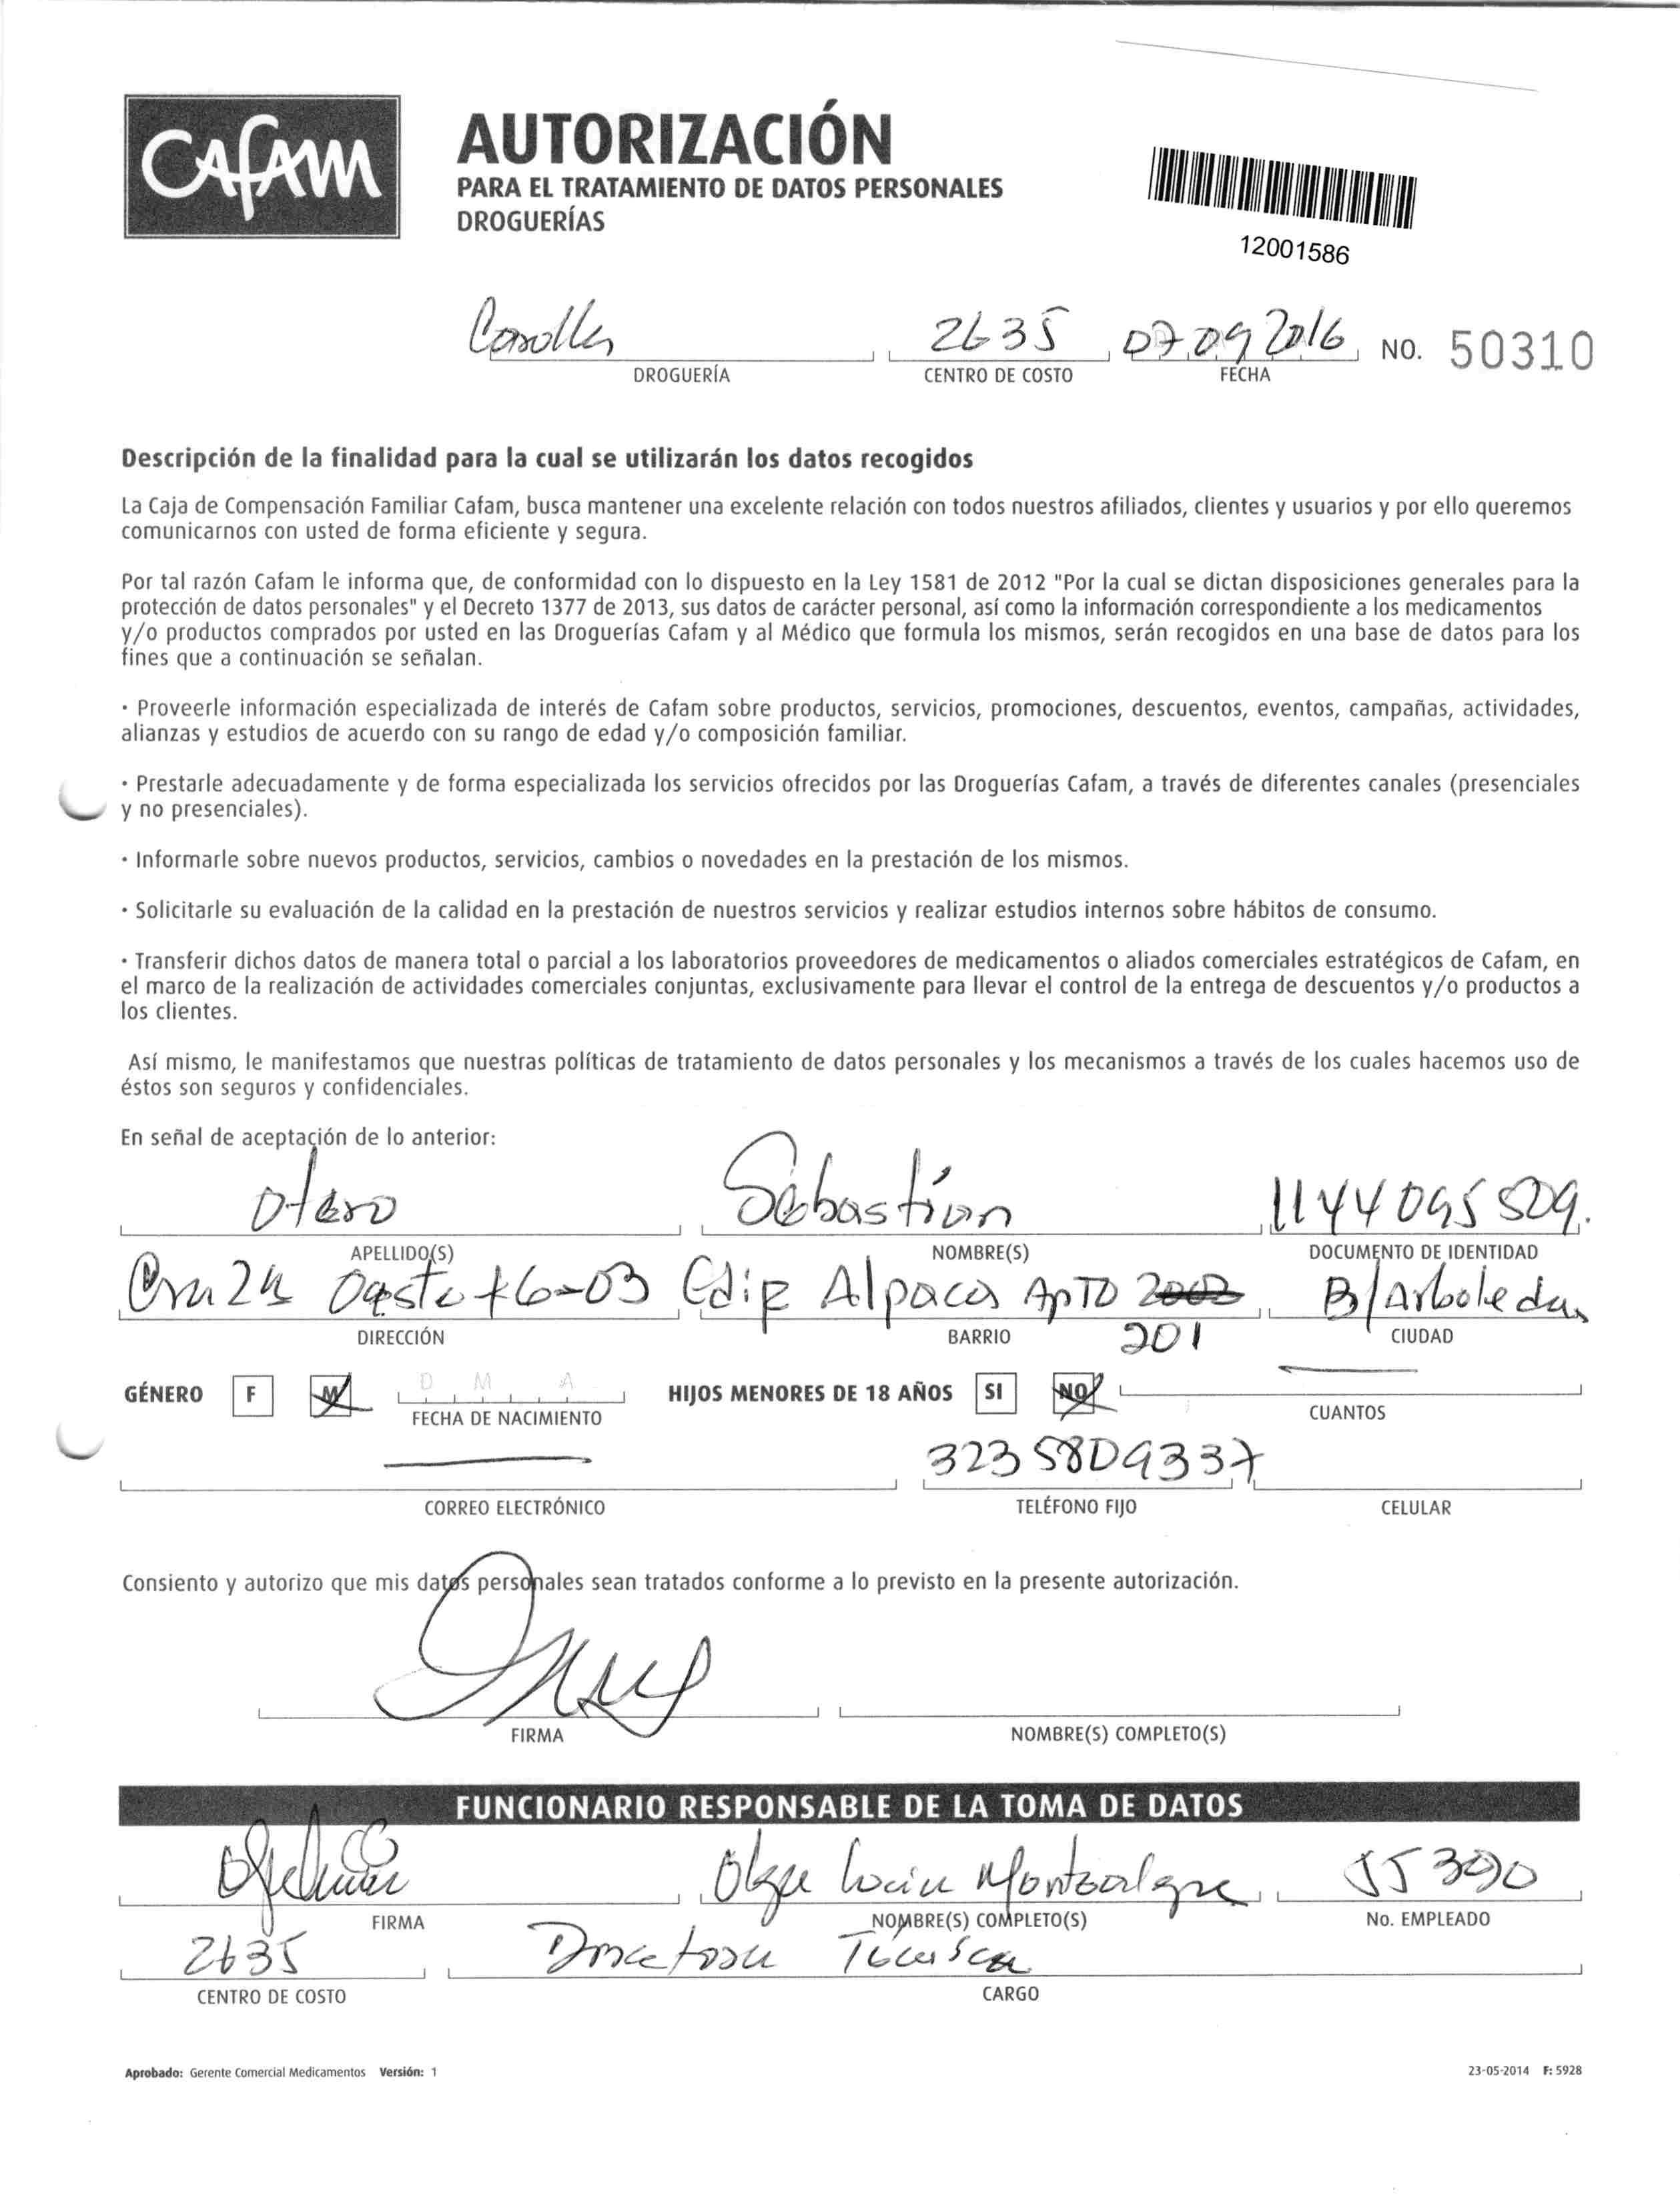 CAFAM
AUTORIZACIÓN
PARA EL TRATAMIENTO DE DATOS PERSONALES
DROGUERÍAS
12001586
2635 07 09 2016 NO. 50310
DROGUERÍA CENTRO DE COSTO FECHA
Descripción de la finalidad para la cual se utilizarán los datos recogidos
La Caja de Compensación Familiar Cafam, busca mantener una excelente relación con todos nuestros afiliados, clientes y usuarios y por ello queremos
comunicarnos con usted de forma eficiente y segura.
Por tal razón Cafam le informa que, de conformidad con lo dispuesto en la Ley 1581 de 2012 "Por la cual se dictan disposiciones generales para la
protección de datos personales" y el Decreto 1377 de 2013, sus datos de carácter personal, así como la información correspondiente a los medicamentos
y/o productos comprados por usted en las Droguerías Cafam y al Médico que formula los mismos, serán recogidos en una base de datos para los
fines que a continuación se señalan.
· Proveerle información especializada de interés de Cafam sobre productos, servicios, promociones, descuentos, eventos, campañas, actividades,
alianzas y estudios de acuerdo con su rango de edad y/o composición familiar.
· Prestarle adecuadamente y de forma especializada los servicios ofrecidos por las Droguerías Cafam, a través de diferentes canales (presenciales
y no presenciales).
· Informarle sobre nuevos productos, servicios, cambios o novedades en la prestación de los mismos.
· Solicitarle su evaluación de la calidad en la prestación de nuestros servicios y realizar estudios internos sobre hábitos de consumo.
· Transferir dichos datos de manera total o parcial a los laboratorios proveedores de medicamentos o aliados comerciales estratégicos de Cafam, en
el marco de la realización de actividades comerciales conjuntas, exclusivamente para llevar el control de la entrega de descuentos y/o productos a
los clientes.
Así mismo, le manifestamos que nuestras políticas de tratamiento de datos personales y los mecanismos a través de los cuales hacemos uso de
éstos son seguros y confidenciales.
En señal de aceptación de lo anterior:
Otero Sebastián 1144095509.
APELLIDO(S) NOMBRE(S) DOCUMENTO DE IDENTIDAD
Cra 24 Oeste #6-03 Edif Alpaca ApTO B/Arboledas
DIRECCIÓN BARRIO 201 CIUDAD
GÉNERO F M D M A HIJOS MENORES DE 18 AÑOS SI NO
FECHA DE NACIMIENTO CUANTOS
3235809337
CORREO ELECTRÓNICO TELÉFONO FIJO CELULAR
Consiento y autorizo que mis datos personales sean tratados conforme a lo previsto en la presente autorización.
FIRMA NOMBRE(S) COMPLETO(S)
FUNCIONARIO RESPONSABLE DE LA TOMA DE DATOS
Olga Lucia Montealegre 55390
FIRMA NOMBRE(S) COMPLETO(S) No. EMPLEADO
2635 Directora Técnica
CENTRO DE COSTO CARGO
Aprobado: Gerente Comercial Medicamentos Versión: 1 23-05-2014 F: 5928